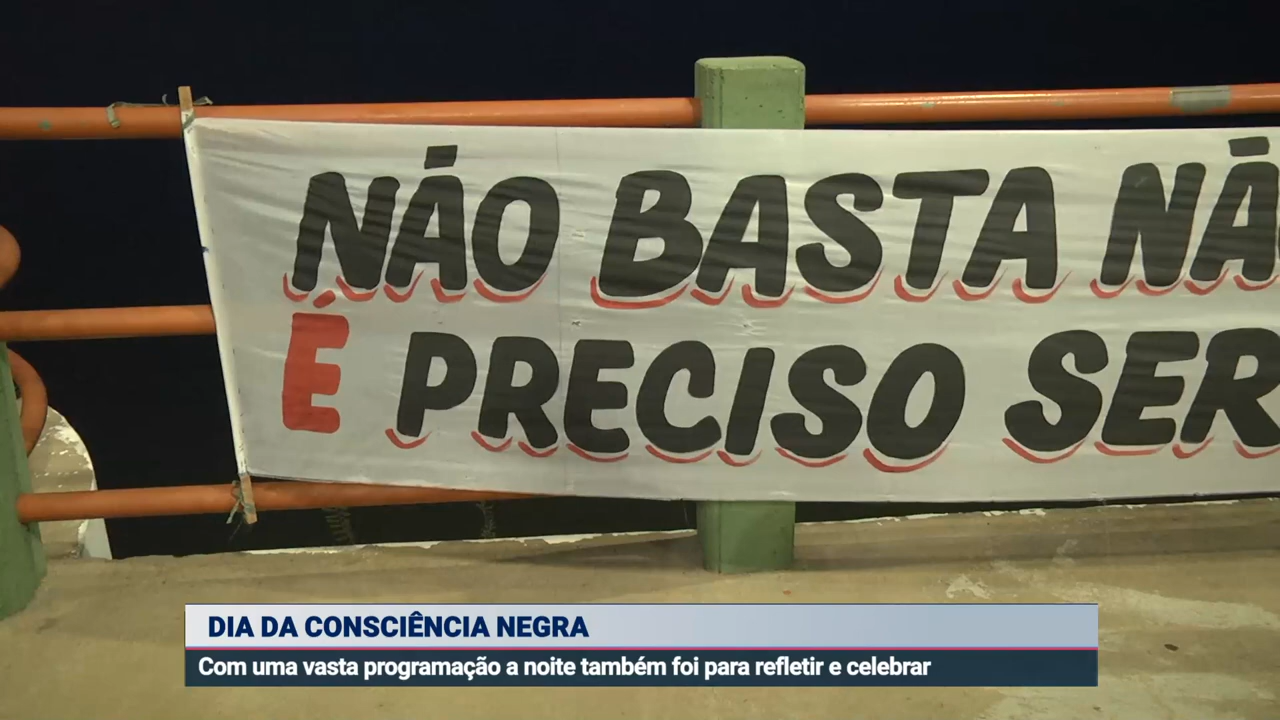 NÃO BASTA NÃ
É PRECISO SER
DIA DA CONSCIÊNCIA NEGRA
Com uma vasta programação a noite também foi para refletir e celebrar